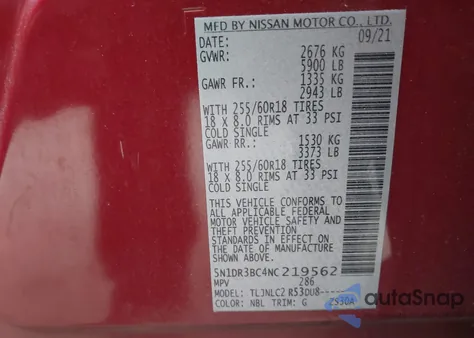 MFD BY NISSAN MOTOR CO., LTD.
DATE: 09/21
GVWR: 2676 KG
5900 LB
GAWR FR.: 1335 KG
2943 LB
WITH 255/60R18 TIRES
18 X 8.0 RIMS AT 33 PSI
COLD SINGLE
GAWR RR.: 1530 KG
3373 LB
WITH 255/60R18 TIRES
18 X 8.0 RIMS AT 33 PSI
COLD SINGLE
THIS VEHICLE CONFORMS TO
ALL APPLICABLE FEDERAL
MOTOR VEHICLE SAFETY AND
THEFT PREVENTION
STANDARDS IN EFFECT ON
THE DATE OF MANUFACTURE
SHOWN ABOVE.
5N1DR3BC4NC219562
MPV 286
MODEL: TLJNLCZ R53DU8-----
COLOR: NBL TRIM: G ZS30A
autoSnap